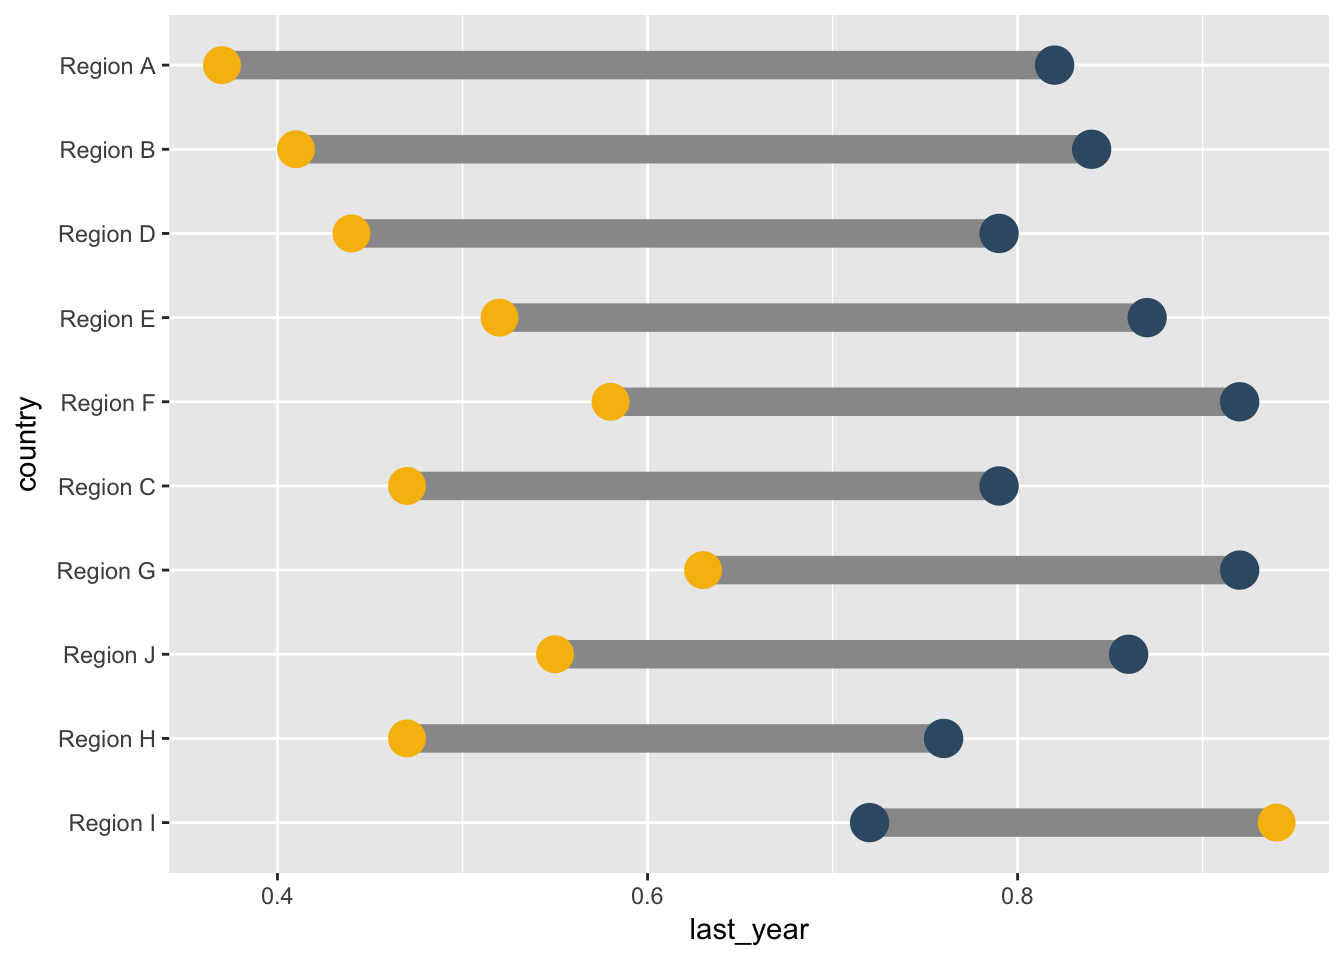 Region A
Region B
Region D
Region E
Region F
Region C
Region G
Region J
Region H
Region I
country
0.4 0.6 0.8
last_year